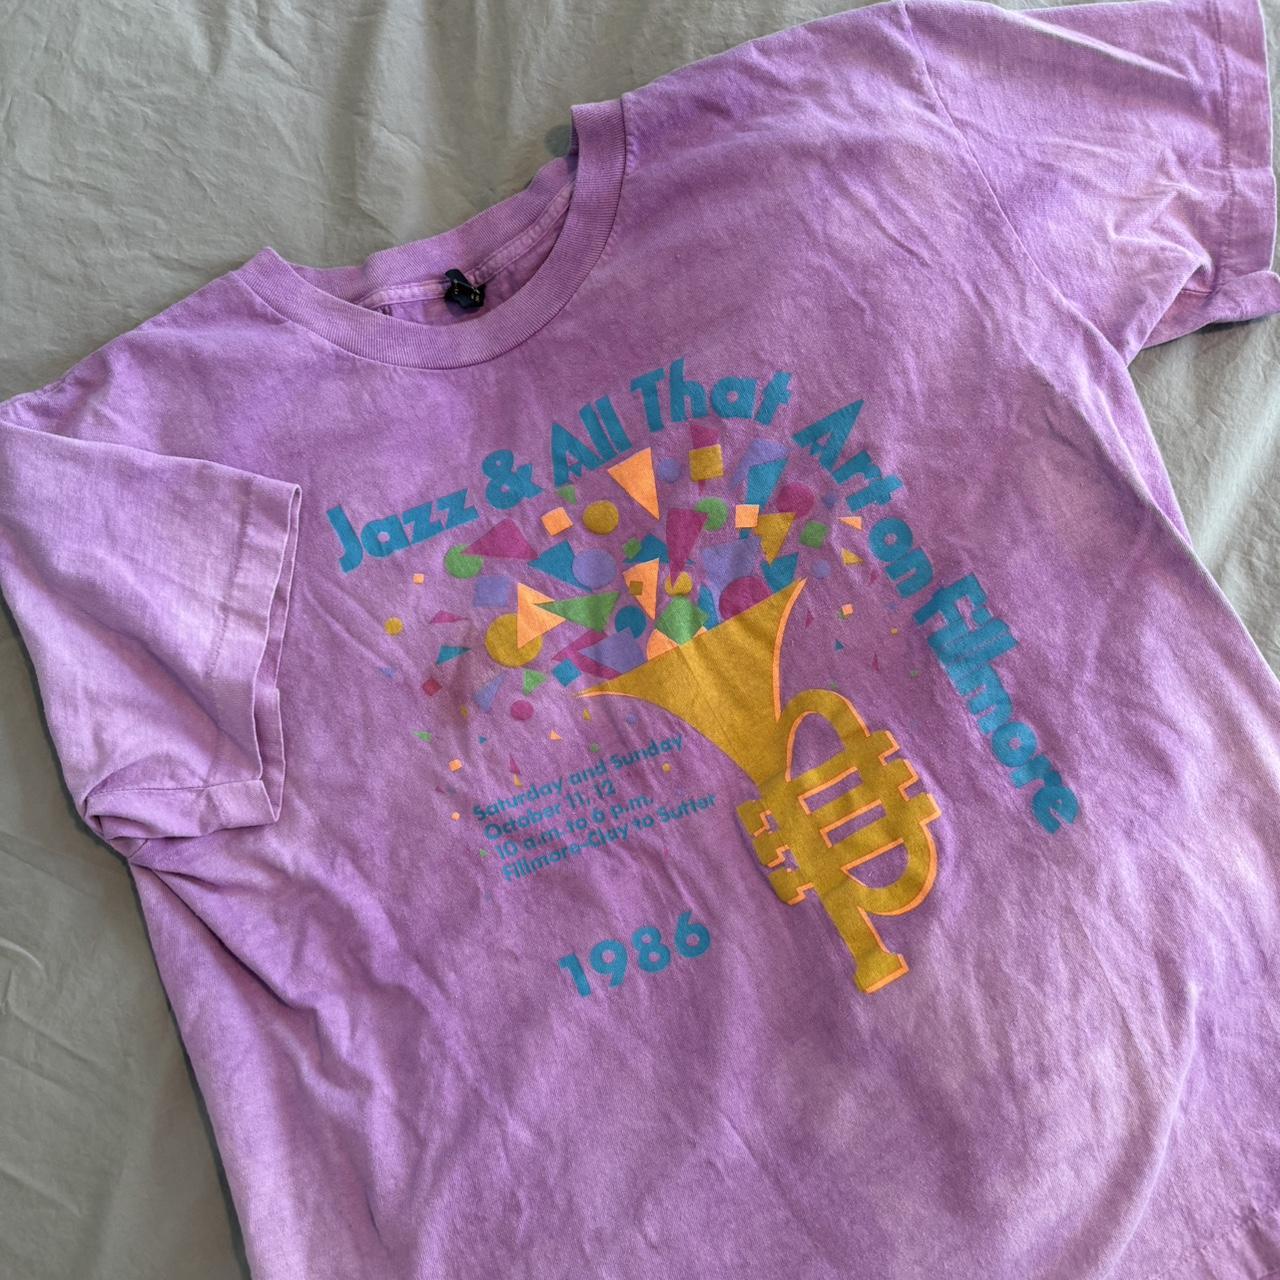 Jazz & All That Art on Fillmore
Saturday and Sunday
October 11, 12
10 a.m. to 6 p.m.
Fillmore-Clay to Sutter
1986